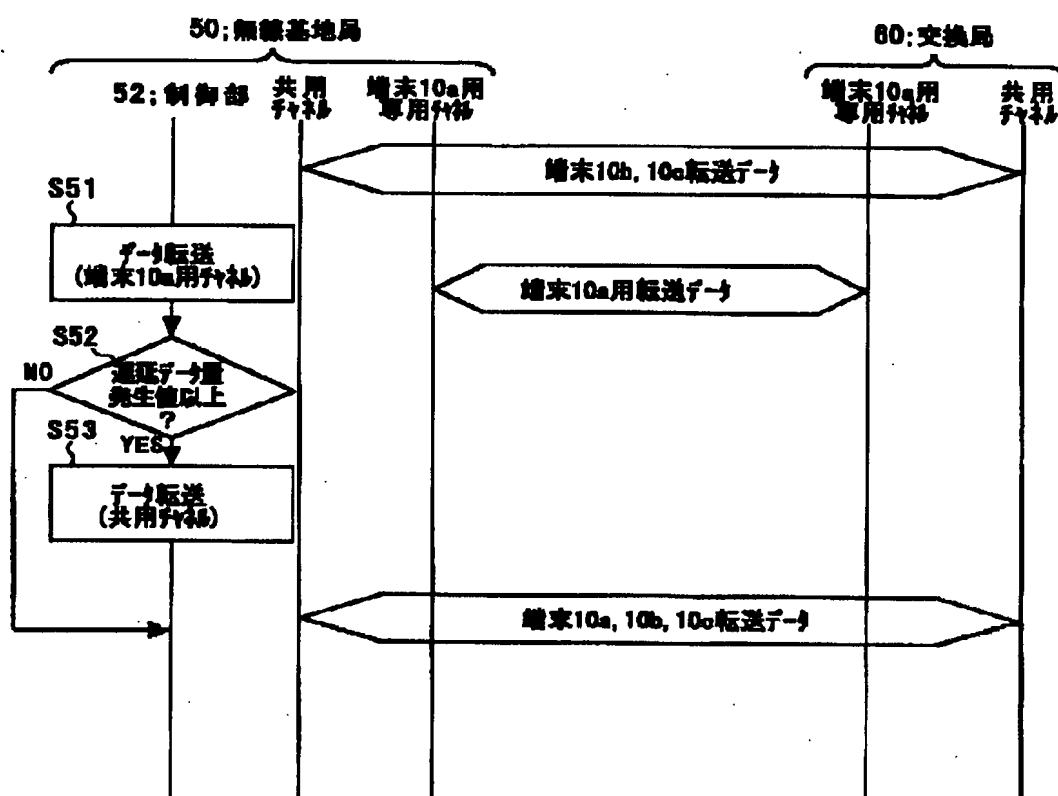 50;無線基地局
60;交換局
52;制御部
共用
チャネル
端末10a用
専用チャネル
端末10a用
専用チャネル
共用
チャネル
端末10b,10c転送データ
S51
データ転送
(端末10a用チャネル)
端末10a用転送データ
S52
NO
遅延データ量
発生値以上
?
S53
YES
データ転送
(共用チャネル)
端末10a,10b,10c転送データ